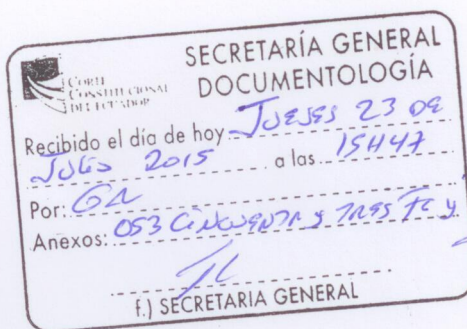 SECRETARÍA GENERAL
DOCUMENTOLOGÍA
CORTE
CONSTITUCIONAL
DEL ECUADOR
Recibido el día de hoy Jueves 23 de
Julio 2015 a las 15H47
Por:
Anexos: 053 Cincuenta y tres
f.) SECRETARIA GENERAL